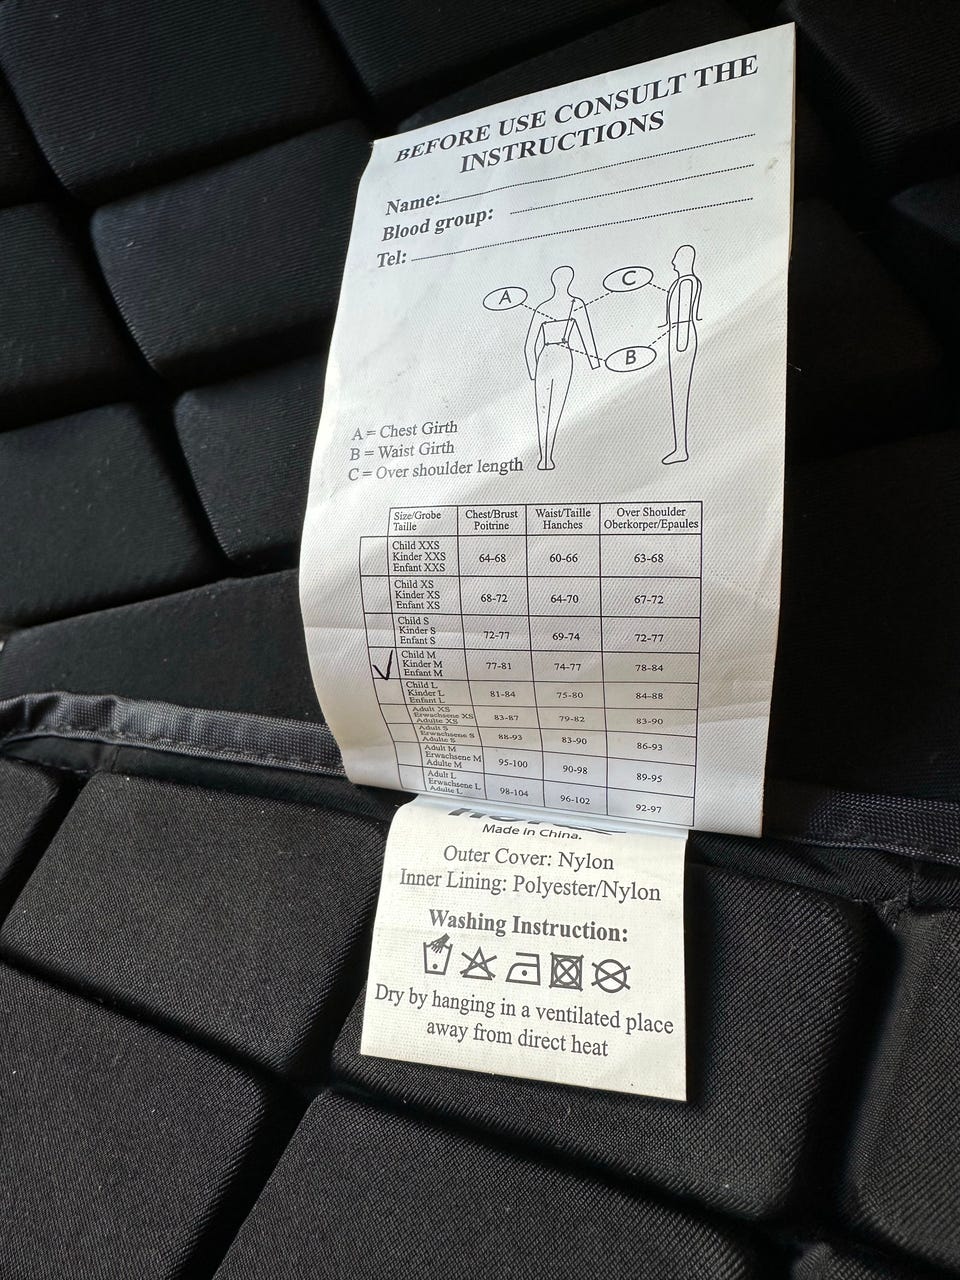 BEFORE USE CONSULT THE
INSTRUCTIONS
Name:
Blood group:
Tel:
A
C
B
A = Chest Girth
B = Waist Girth
C = Over shoulder length
Size/Grobe
Taille
Chest/Brust
Poitrine
Waist/Taille
Hanches
Over Shoulder
Oberkorper/Epaules
Child XXS
Kinder XXS
Enfant XXS
64-68
60-66
63-68
Child XS
Kinder XS
Enfant XS
68-72
64-70
67-72
Child S
Kinder S
Enfant S
72-77
69-74
72-77
Child M
Kinder M
Enfant M
77-81
74-77
78-84
Child L
Kinder L
Enfant L
81-84
75-80
84-88
Adult XS
Erwachsene XS
Adulte XS
83-87
79-82
83-90
Adult S
Erwachsene S
Adulte S
88-93
83-90
86-93
Adult M
Erwachsene M
Adulte M
95-100
90-98
89-95
Adult L
Erwachsene L
Adulte L
98-104
96-102
92-97
Made in China.
Outer Cover: Nylon
Inner Lining: Polyester/Nylon
Washing Instruction:
Dry by hanging in a ventilated place
away from direct heat